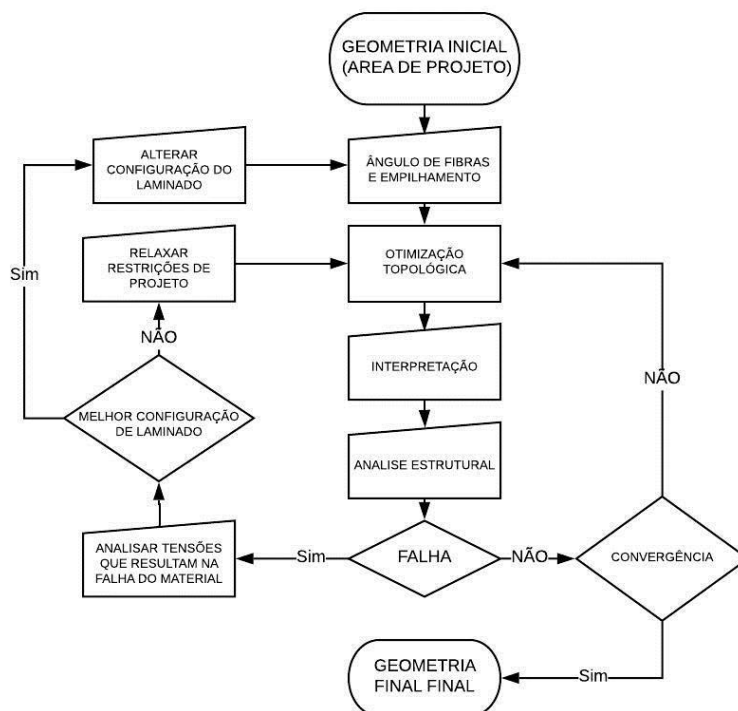 GEOMETRIA INICIAL
(AREA DE PROJETO)
ALTERAR
CONFIGURAÇÃO DO
LAMINADO
ÂNGULO DE FIBRAS
E EMPILHAMENTO
RELAXAR
RESTRIÇÕES DE
PROJETO
OTIMIZAÇÃO
TOPOLÓGICA
Sim
NÃO
INTERPRETAÇÃO
NÃO
MELHOR CONFIGURAÇÃO
DE LAMINADO
ANALISE ESTRUTURAL
ANALISAR TENSÕES
QUE RESULTAM NA
FALHA DO MATERIAL
Sim
FALHA
NÃO
CONVERGÊNCIA
GEOMETRIA
FINAL FINAL
Sim